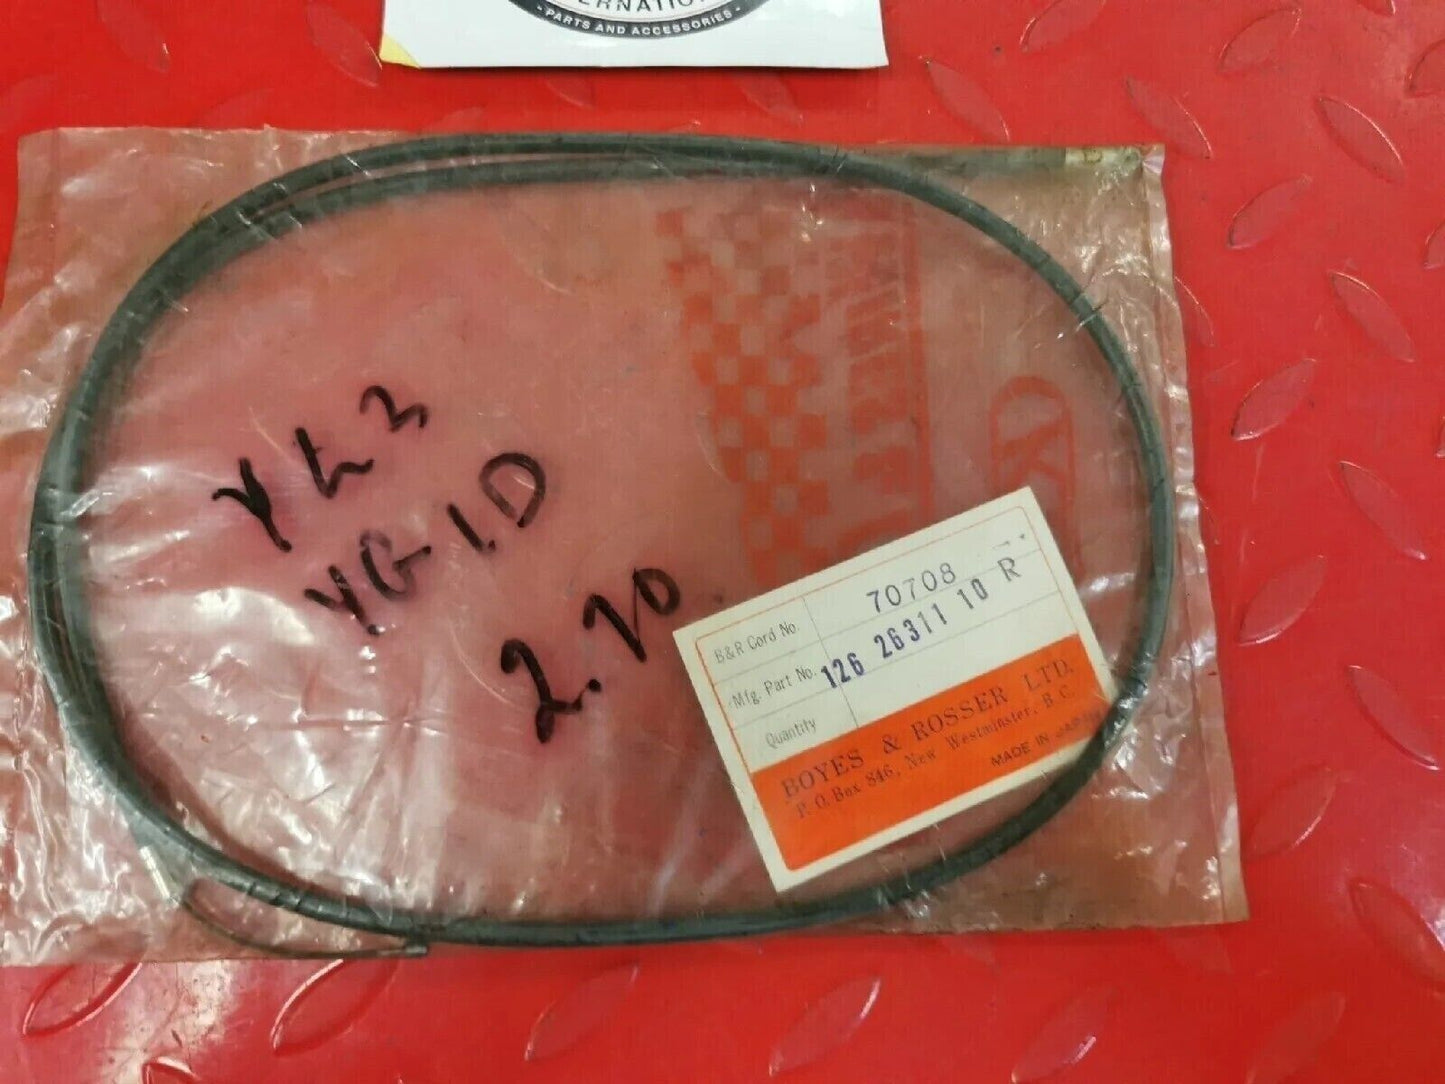 ERNATION
- PARTS AND ACCESSORIES -
YL3
YG1D
2.70
B&R Cord No. 70708
Mfg. Part No. 126 26311 10 R
Quantity
BOYES & ROSSER LTD.
P.O. Box 846, New Westminster, B.C.
MADE IN JAPAN